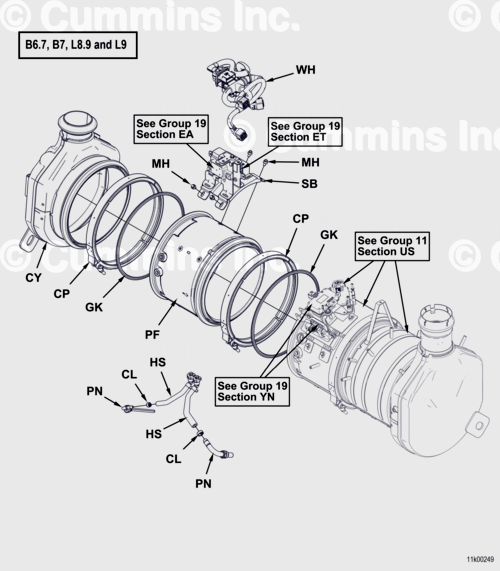 © Cummins Inc.
B6.7, B7, L8.9 and L9
WH
See Group 19
Section EA
See Group 19
Section ET
© Cummins Inc.
MH
MH
SB
CP
GK
See Group 11
Section US
CY
CP
GK
PF
© Cummins Inc.
HS
CL
PN
See Group 19
Section YN
HS
CL
PN
11k00249